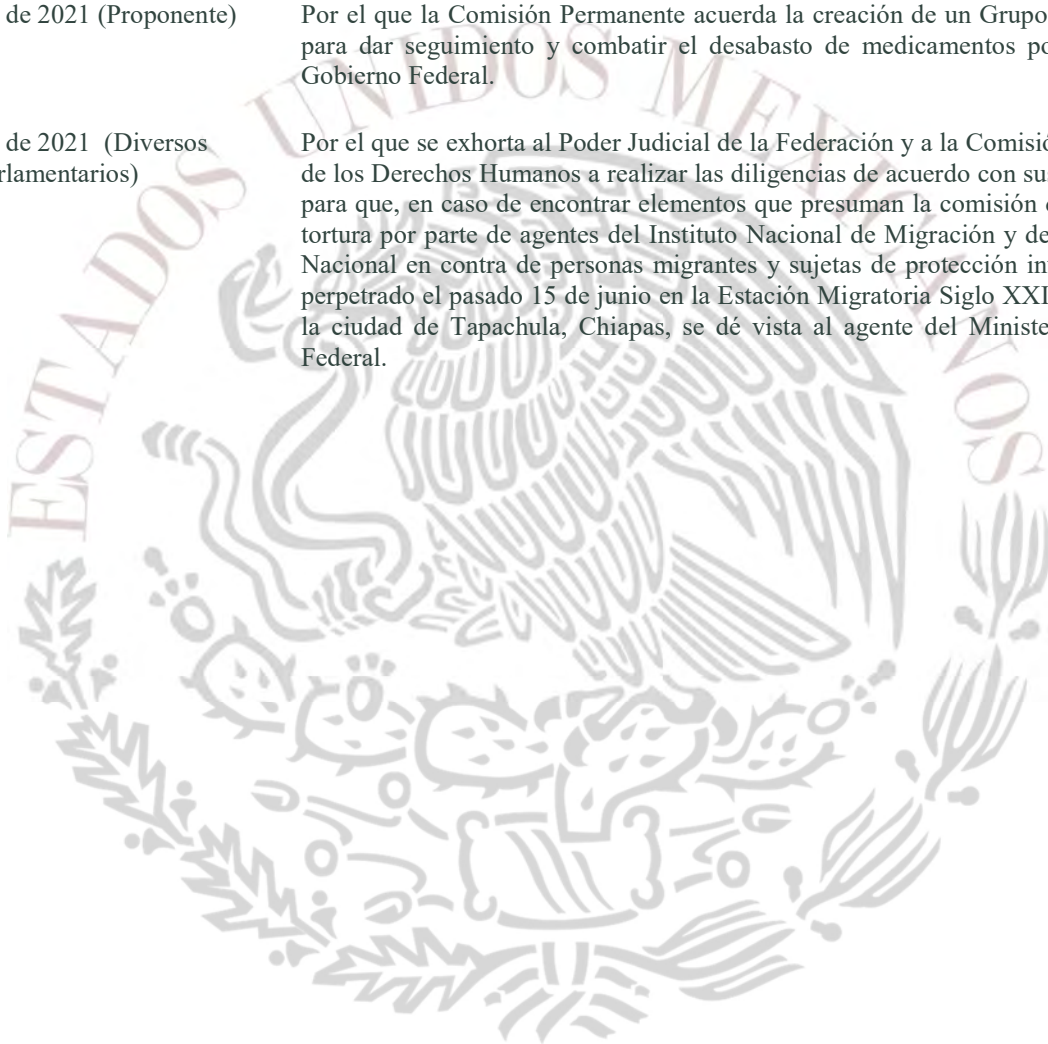 de 2021 (Proponente)
Por el que la Comisión Permanente acuerda la creación de un Grupo
para dar seguimiento y combatir el desabasto de medicamentos po
Gobierno Federal.
de 2021 (Diversos
rlamentarios)
Por el que se exhorta al Poder Judicial de la Federación y a la Comisió
de los Derechos Humanos a realizar las diligencias de acuerdo con su
para que, en caso de encontrar elementos que presuman la comisión
tortura por parte de agentes del Instituto Nacional de Migración y de
Nacional en contra de personas migrantes y sujetas de protección in
perpetrado el pasado 15 de junio en la Estación Migratoria Siglo XXI
la ciudad de Tapachula, Chiapas, se dé vista al agente del Ministe
Federal.
ESTADOS UNIDOS MEXICANOS